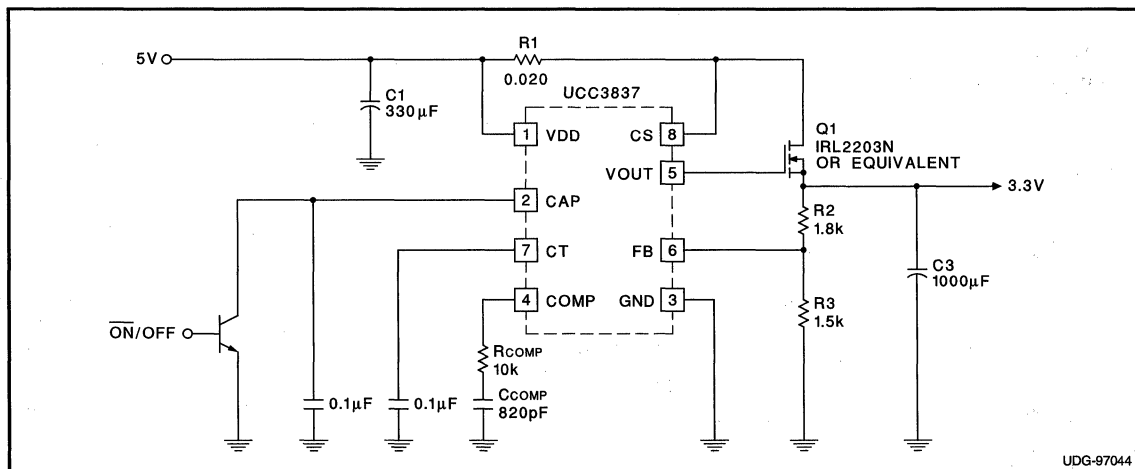 5V
R1
0.020
UCC3837
C1
330μF
1 VDD
CS 8
Q1
IRL2203N
OR EQUIVALENT
VOUT 5
2 CAP
3.3V
R2
1.8k
7 CT
FB 6
C3
1000μF
4 COMP
GND 3
R3
1.5k
ON/OFF
RCOMP
10k
0.1μF
0.1μF
CCOMP
820pF
UDG-97044